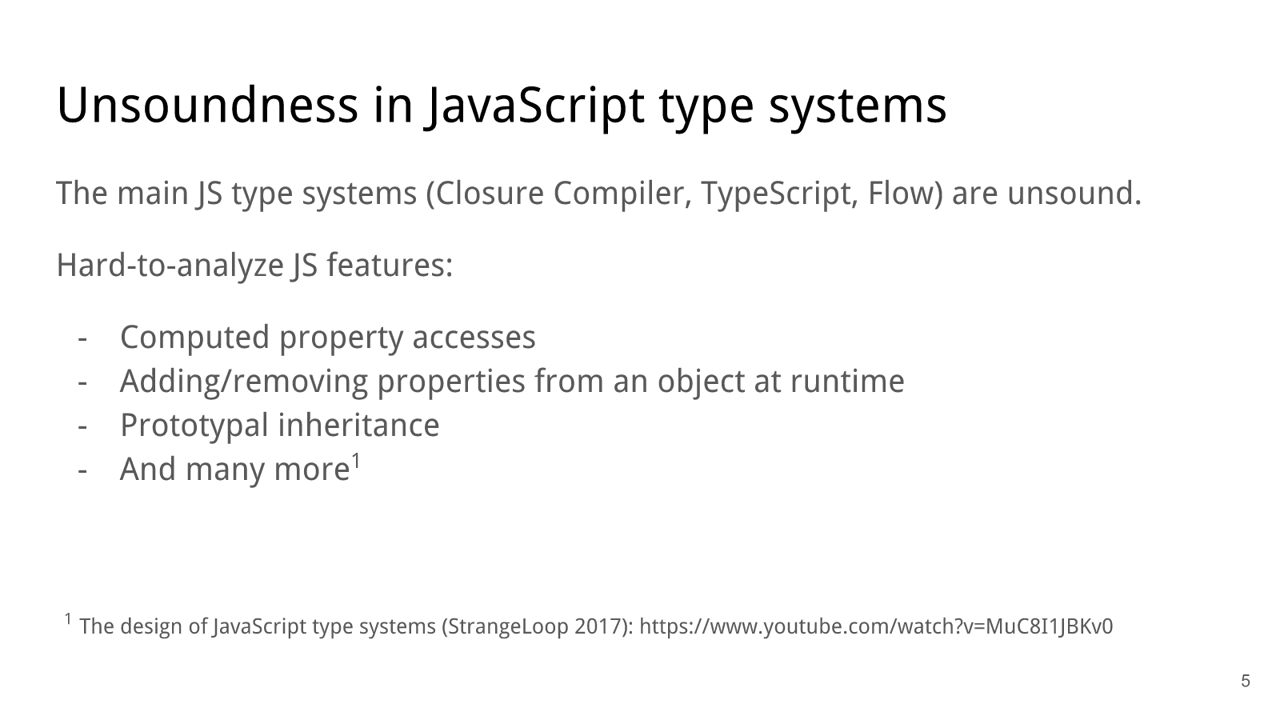 Unsoundness in JavaScript type systems
The main JS type systems (Closure Compiler, TypeScript, Flow) are unsound.
Hard-to-analyze JS features:
- Computed property accesses
- Adding/removing properties from an object at runtime
- Prototypal inheritance
- And many more¹
¹ The design of JavaScript type systems (StrangeLoop 2017): https://www.youtube.com/watch?v=MuC8I1JBKv0
5